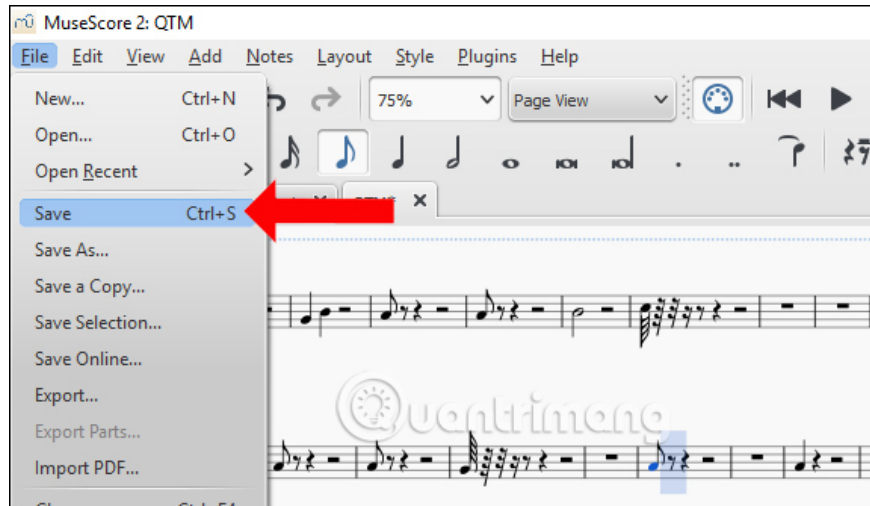 MuseScore 2: QTM
File Edit View Add Notes Layout Style Plugins Help
New... Ctrl+N
75% Page View
Open... Ctrl+O
Open Recent
Save Ctrl+S
Save As...
Save a Copy...
Save Selection...
Save Online...
Export...
Quantrimang
Export Parts...
Import PDF...